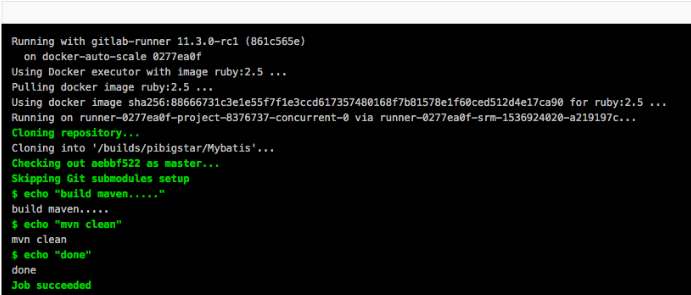 Running with gitlab-runner 11.3.0-rc1 (861c565e)
on docker-auto-scale 0277ea0f
Using Docker executor with image ruby:2.5 ...
Pulling docker image ruby:2.5 ...
Using docker image sha256:88666731c3e1e55f7f1e3ccd617357480168f7b81578e1f60ced512d4e17ca90 for ruby:2.5 ...
Running on runner-0277ea0f-project-8376737-concurrent-0 via runner-0277ea0f-srm-1536924020-a219197c...
Cloning repository...
Cloning into '/builds/pibigstar/Mybatis'...
Checking out aebbf522 as master...
Skipping Git submodules setup
$ echo "build maven....."
build maven.....
$ echo "mvn clean"
mvn clean
$ echo "done"
done
Job succeeded